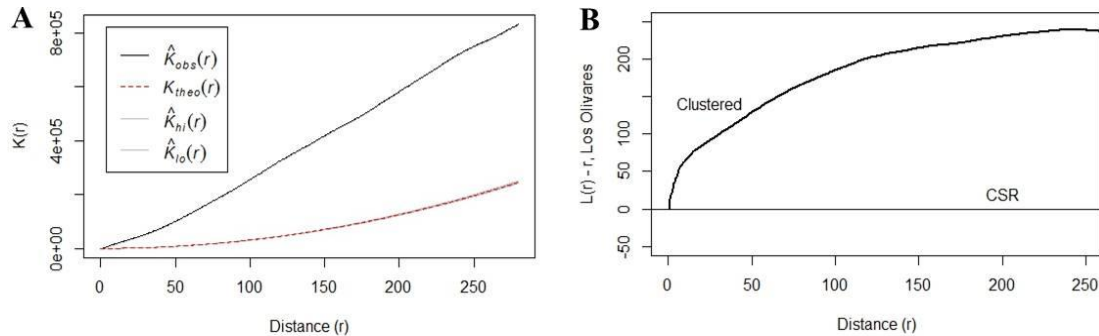 A
K̂obs(r)
Ktheo(r)
K̂hi(r)
K̂lo(r)
K(r)
0e+00
4e+05
8e+05
0 50 100 150 200 250
Distance (r)
B
L(r) - r, Los Olivares
-50
0
50
100
200
Clustered
CSR
0 50 100 150 200 250
Distance (r)